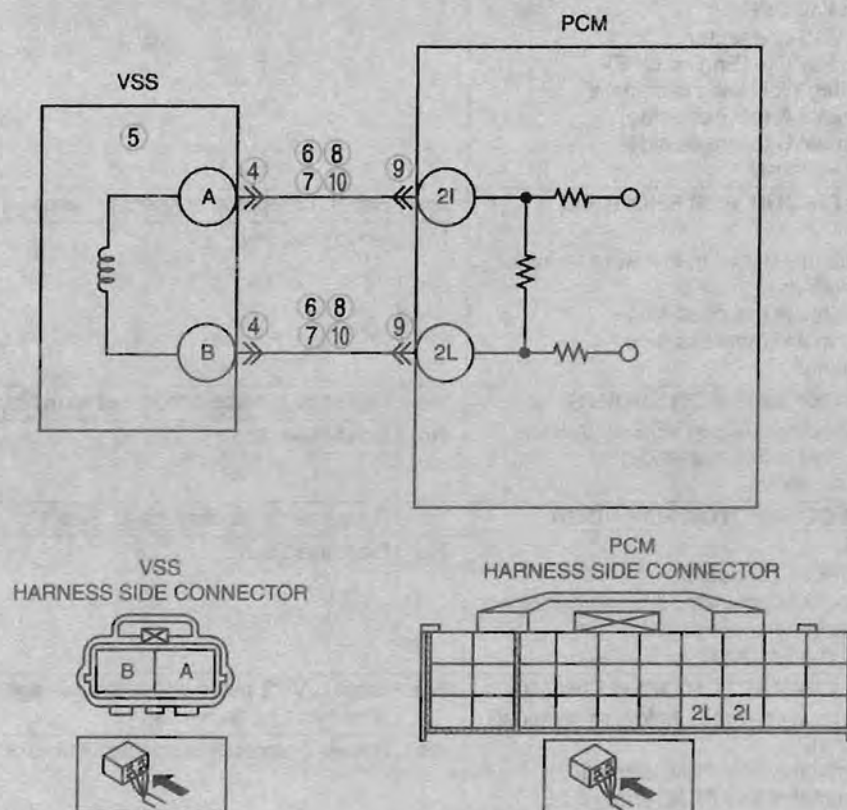 PCM
VSS
5
A
4
6 8
7 10
9
2I
B
4
6 8
7 10
9
2L
VSS
HARNESS SIDE CONNECTOR
B A
PCM
HARNESS SIDE CONNECTOR
2L 2I